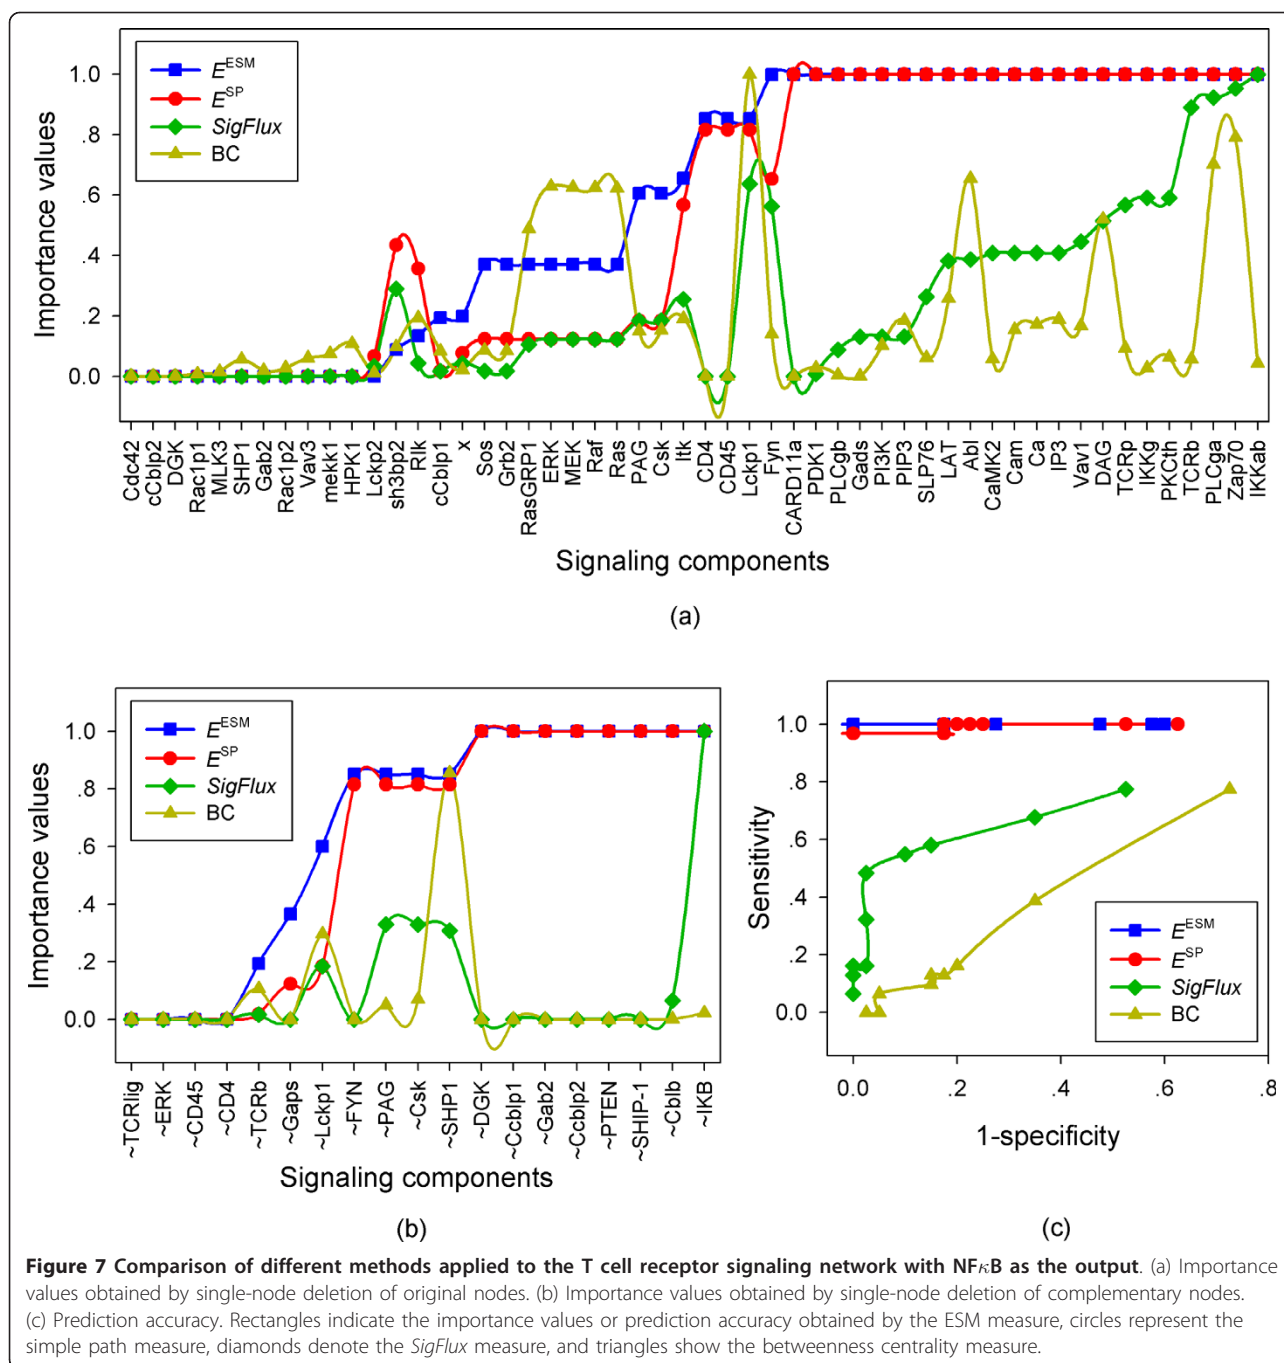 E^ESM
E^SP
SigFlux
BC
Importance values
1.0
.8
.6
.4
.2
0.0
Cdc42
cCblp2
DGK
Rac1p1
MLK3
SHP1
Gab2
Rac1p2
Vav3
mekk1
HPK1
Lckp2
sh3bp2
Rlk
cCblp1
x
Sos
Grb2
RasGRP1
ERK
MEK
Raf
Ras
PAG
Csk
Itk
CD4
CD45
Lckp1
Fyn
CARD11a
PDK1
PLCgb
Gads
PI3K
PIP3
SLP76
LAT
Abl
CaMK2
Cam
Ca
IP3
Vav1
DAG
TCRp
IKKg
PKCth
TCRb
PLCga
Zap70
IKKab
Signaling components
(a)
E^ESM
E^SP
SigFlux
BC
Importance values
1.0
.8
.6
.4
.2
0.0
~TCRlig
~ERK
~CD45
~CD4
~TCRb
~Gaps
~Lckp1
~FYN
~PAG
~Csk
~SHP1
~DGK
~Ccblp1
~Gab2
~Ccblp2
~PTEN
~SHIP-1
~Cblb
~IKB
Signaling components
(b)
Sensitivity
1.0
.8
.6
.4
.2
0.0
E^ESM
E^SP
SigFlux
BC
0.0 .2 .4 .6 .8
1-specificity
(c)
Figure 7 Comparison of different methods applied to the T cell receptor signaling network with NFκB as the output. (a) Importance
values obtained by single-node deletion of original nodes. (b) Importance values obtained by single-node deletion of complementary nodes.
(c) Prediction accuracy. Rectangles indicate the importance values or prediction accuracy obtained by the ESM measure, circles represent the
simple path measure, diamonds denote the SigFlux measure, and triangles show the betweenness centrality measure.